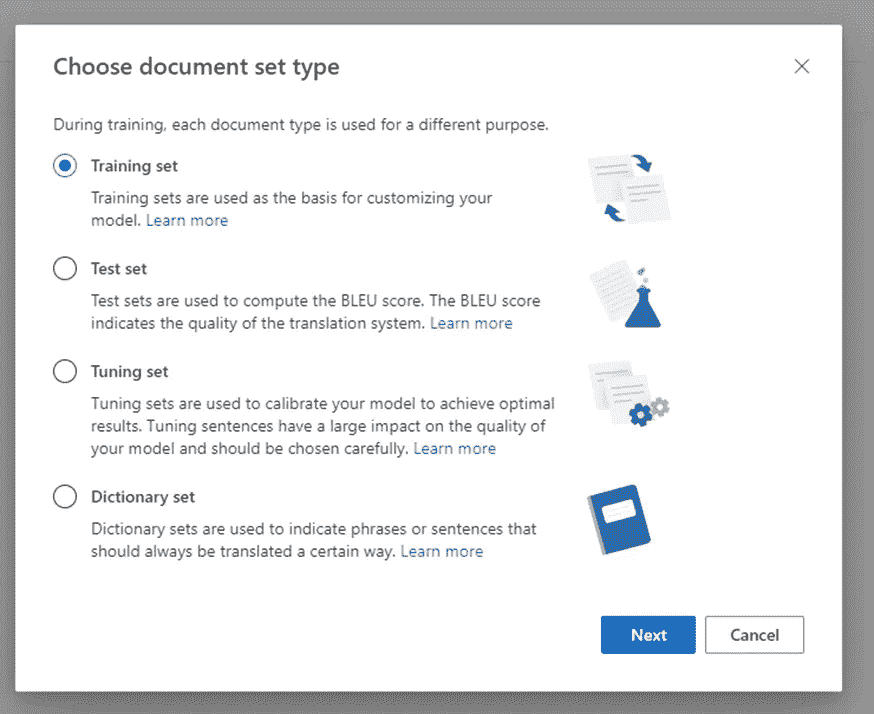 Choose document set type
During training, each document type is used for a different purpose.
Training set
Training sets are used as the basis for customizing your
model. Learn more
Test set
Test sets are used to compute the BLEU score. The BLEU score
indicates the quality of the translation system. Learn more
Tuning set
Tuning sets are used to calibrate your model to achieve optimal
results. Tuning sentences have a large impact on the quality of
your model and should be chosen carefully. Learn more
Dictionary set
Dictionary sets are used to indicate phrases or sentences that
should always be translated a certain way. Learn more
Next
Cancel